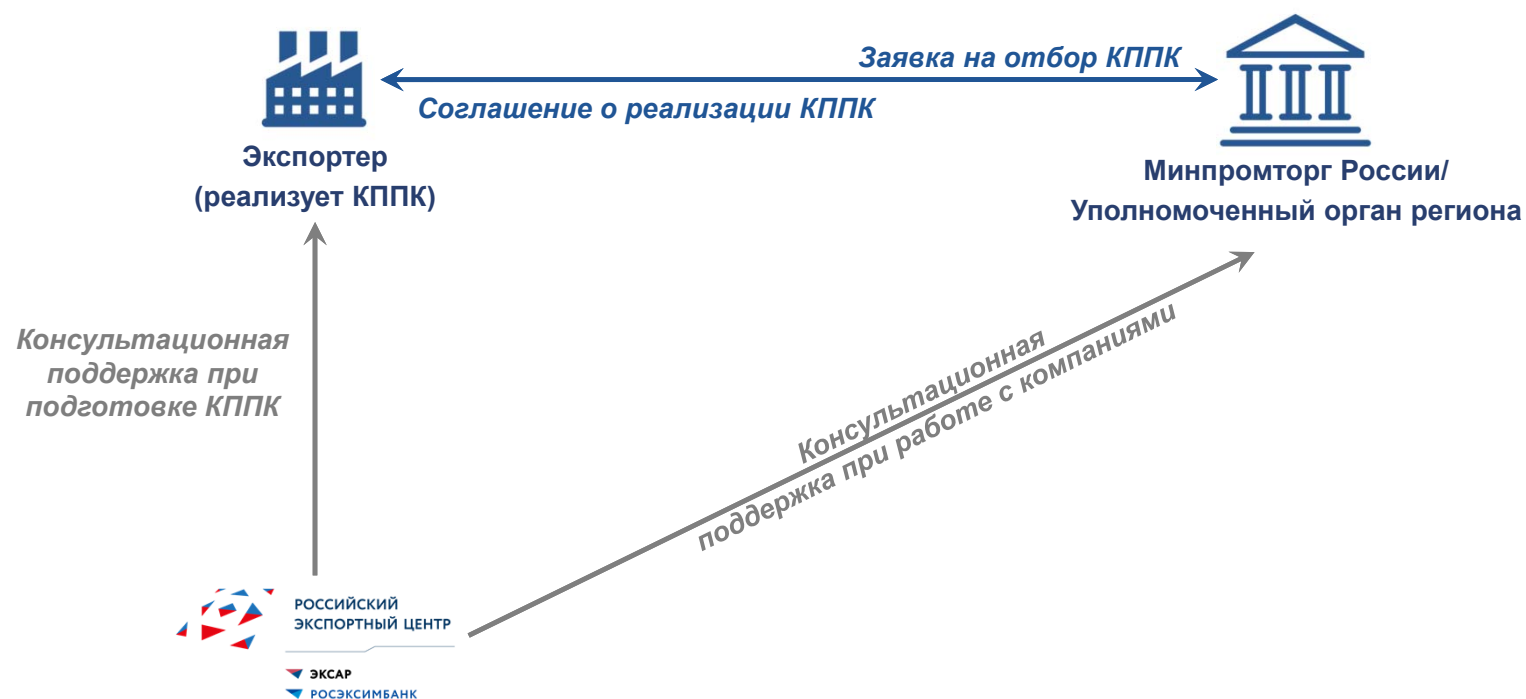 Заявка на отбор КППК
Соглашение о реализации КППК
Экспортер
(реализует КППК)
Минпромторг России/
Уполномоченный орган региона
Консультационная
поддержка при
подготовке КППК
Консультационная
поддержка при работе с компаниями
РОССИЙСКИЙ
ЭКСПОРТНЫЙ ЦЕНТР
ЭКСАР
РОСЭКСИМБАНК